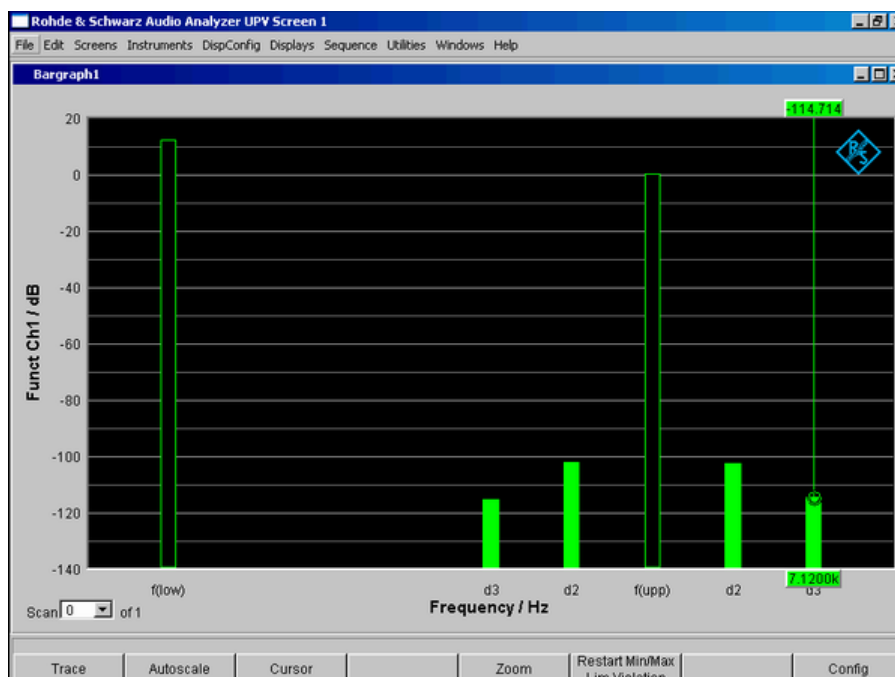 Rohde & Schwarz Audio Analyzer UPV Screen 1
File Edit Screens Instruments DispConfig Displays Sequence Utilities Windows Help
Bargraph1
-114.714
R&S
20
0
-20
-40
-60
-80
-100
-120
-140
Funct Ch1 / dB
f(low) d3 d2 f(upp) d2 d3
7.1200k
Frequency / Hz
Scan 0 of 1
Trace Autoscale Cursor Zoom Restart Min/Max Config
Lim Violation